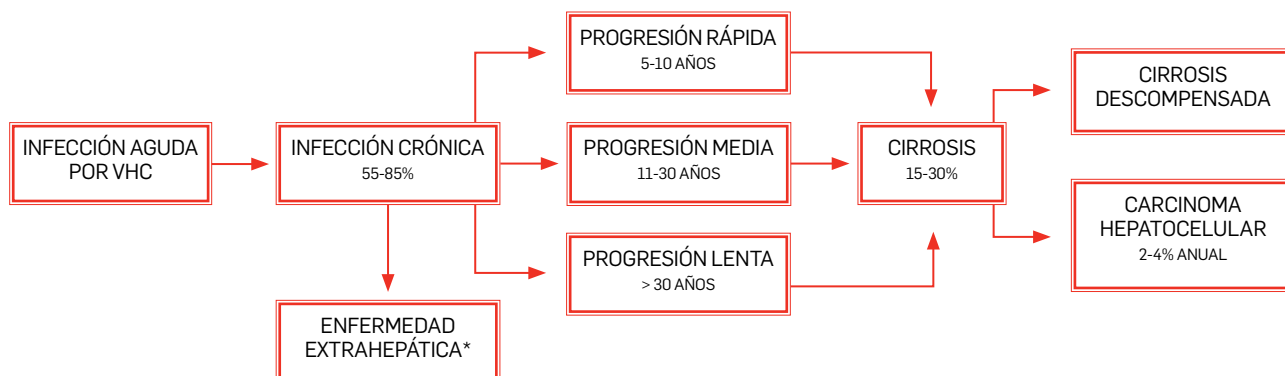 INFECCIÓN AGUDA
POR VHC
INFECCIÓN CRÓNICA
55-85%
ENFERMEDAD
EXTRAHEPÁTICA*
PROGRESIÓN RÁPIDA
5-10 AÑOS
PROGRESIÓN MEDIA
11-30 AÑOS
PROGRESIÓN LENTA
> 30 AÑOS
CIRROSIS
15-30%
CIRROSIS
DESCOMPENSADA
CARCINOMA
HEPATOCELULAR
2-4% ANUAL